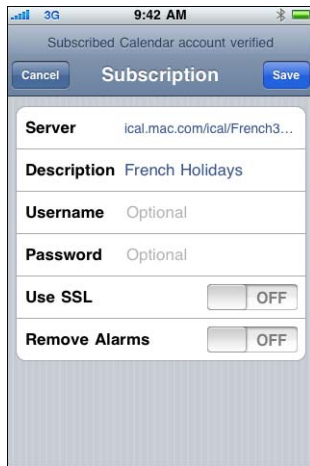 3G 9:42 AM
Subscribed Calendar account verified
Cancel Subscription Save
Server ical.mac.com/ical/French3...
Description French Holidays
Username Optional
Password Optional
Use SSL OFF
Remove Alarms OFF